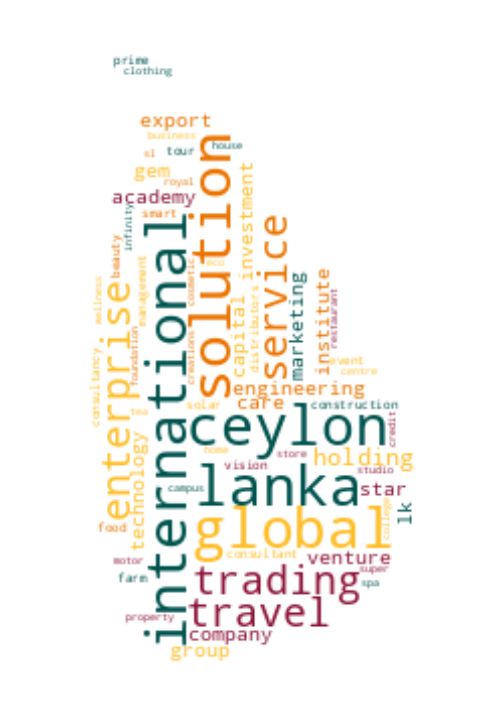 prime
clothing
export
business
sl
tour
house
gem
royal
academy
smart
infinity
beauty
solution
investment
international
service
eco
cosmetic
management
wellness
enterprise
marketing
institute
restaurant
capital
distributors
foundation
creations
consultancy
event
centre
engineering
tea
solar
care
construction
ceylon
credit
technology
home
store
holding
vision
studio
campus
lanka
star
lk
college
food
global
consultant
venture
motor
super
farm
trading
spa
property
travel
company
group